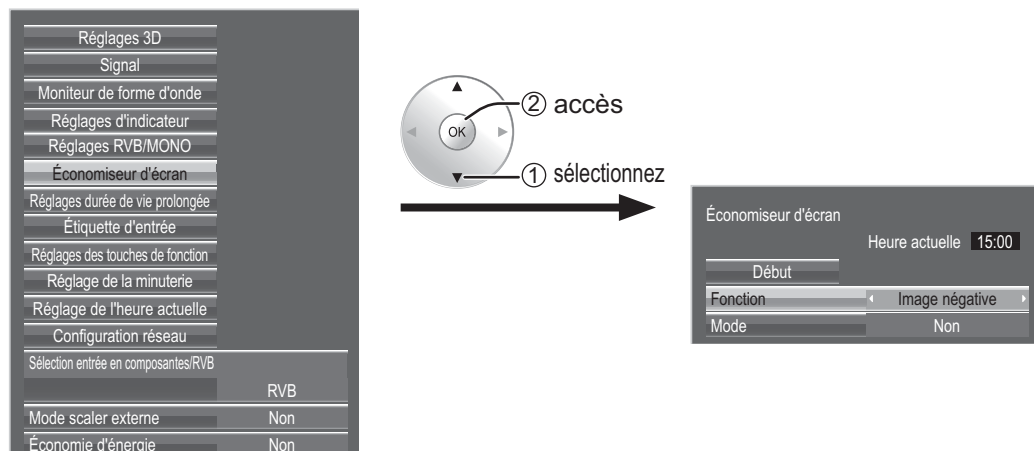 Réglages 3D
Signal
Moniteur de forme d'onde
Réglages d'indicateur
Réglages RVB/MONO
Économiseur d'écran
Réglages durée de vie prolongée
Étiquette d'entrée
Réglages des touches de fonction
Réglage de la minuterie
Réglage de l'heure actuelle
Configuration réseau
Sélection entrée en composantes/RVB
RVB
Mode scaler externe Non
Économie d'énergie Non
② accès
OK
① sélectionnez
Économiseur d'écran
Heure actuelle 15:00
Début
Fonction Image négative
Mode Non